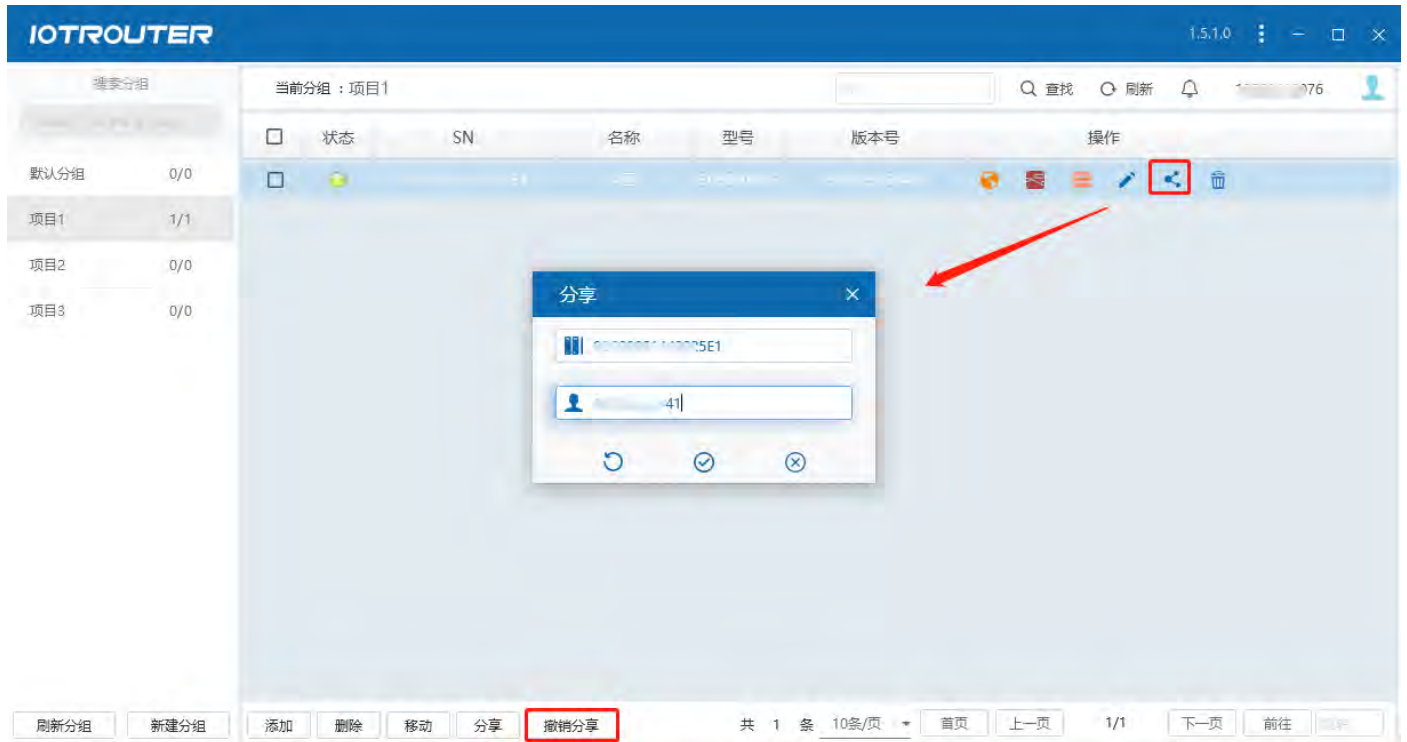 IOTROUTER
1.5.1.0
搜索分组
当前分组：项目1
查找
刷新
076
状态 SN 名称 型号 版本号 操作
默认分组 0/0
项目1 1/1
项目2 0/0
项目3 0/0
分享
25E1
41
刷新分组 新建分组 添加 删除 移动 分享 撤销分享 共 1 条 10条/页 首页 上一页 1/1 下一页 前往